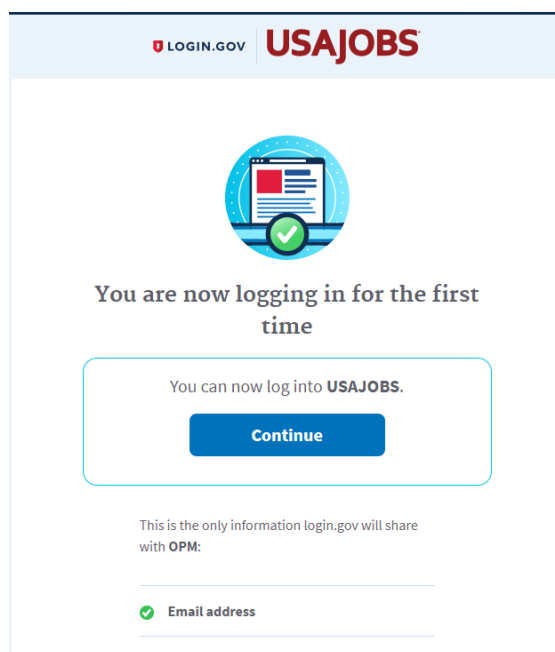 LOGIN.GOV
USAJOBS
You are now logging in for the first
time
You can now log into USAJOBS.
Continue
This is the only information login.gov will share
with OPM:
Email address